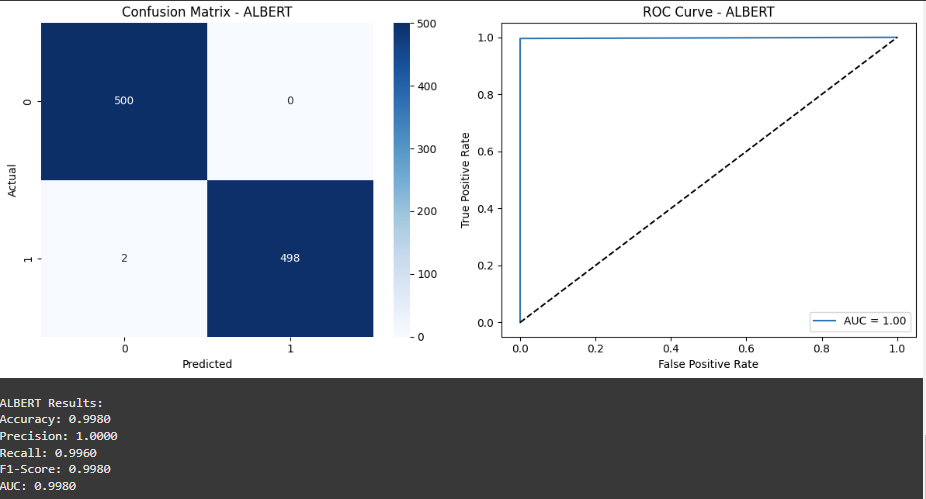 Confusion Matrix - ALBERT
500
0
2
498
0
1
Actual
0
1
Predicted
500
400
300
200
100
0
ROC Curve - ALBERT
1.0
0.8
0.6
0.4
0.2
0.0
True Positive Rate
AUC = 1.00
0.0
0.2
0.4
0.6
0.8
1.0
False Positive Rate
ALBERT Results:
Accuracy: 0.9980
Precision: 1.0000
Recall: 0.9960
F1-Score: 0.9980
AUC: 0.9980